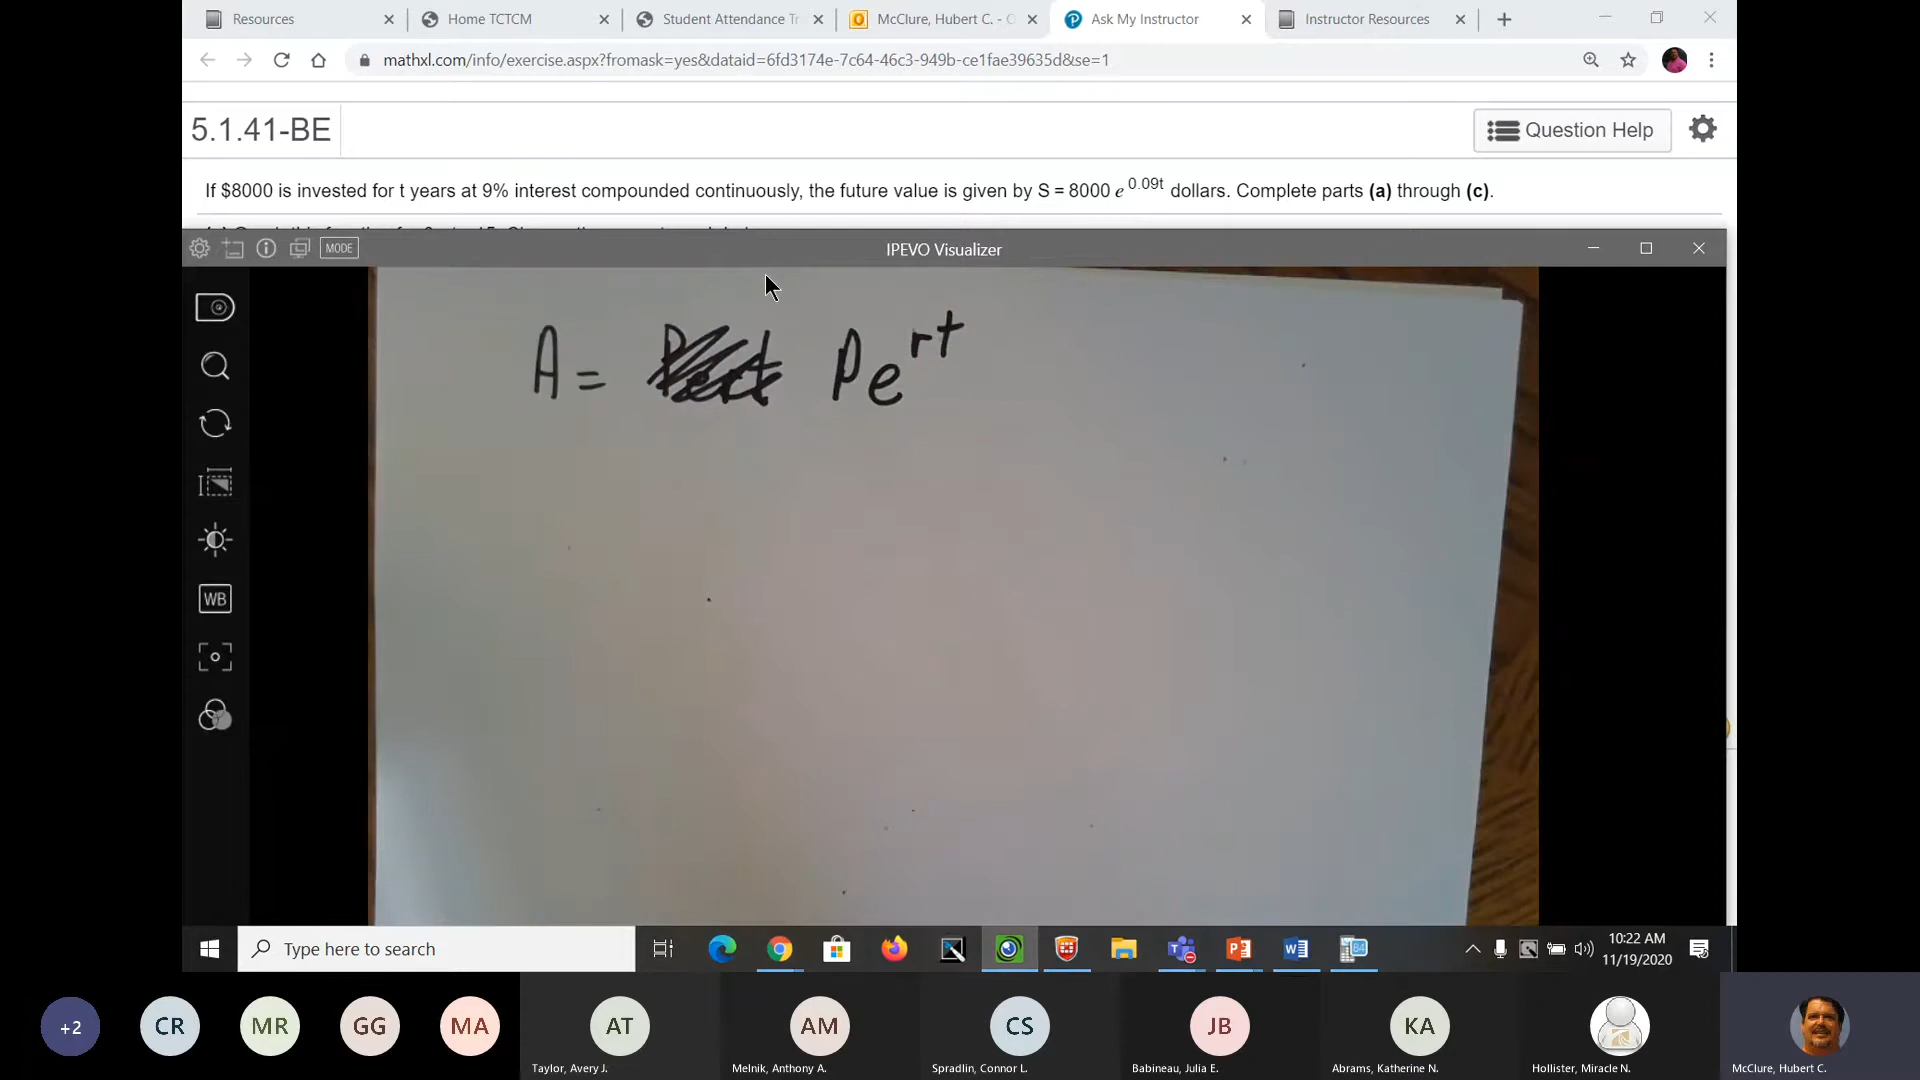 Resources
Home TCTCM
Student Attendance Tr
McClure, Hubert C. - O
Ask My Instructor
Instructor Resources
mathxl.com/info/exercise.aspx?fromask=yes&dataid=6fd3174e-7c64-46c3-949b-ce1fae39635d&se=1
5.1.41-BE
Question Help
If $8000 is invested for t years at 9% interest compounded continuously, the future value is given by S = 8000 e^0.09t dollars. Complete parts (a) through (c).
MODE
IPEVO Visualizer
A = Pe^rt
WB
Type here to search
64
10:22 AM
11/19/2020
+2
CR
MR
GG
MA
AT
AM
CS
JB
KA
Taylor, Avery J.
Melnik, Anthony A.
Spradlin, Connor L.
Babineau, Julia E.
Abrams, Katherine N.
Hollister, Miracle N.
McClure, Hubert C.